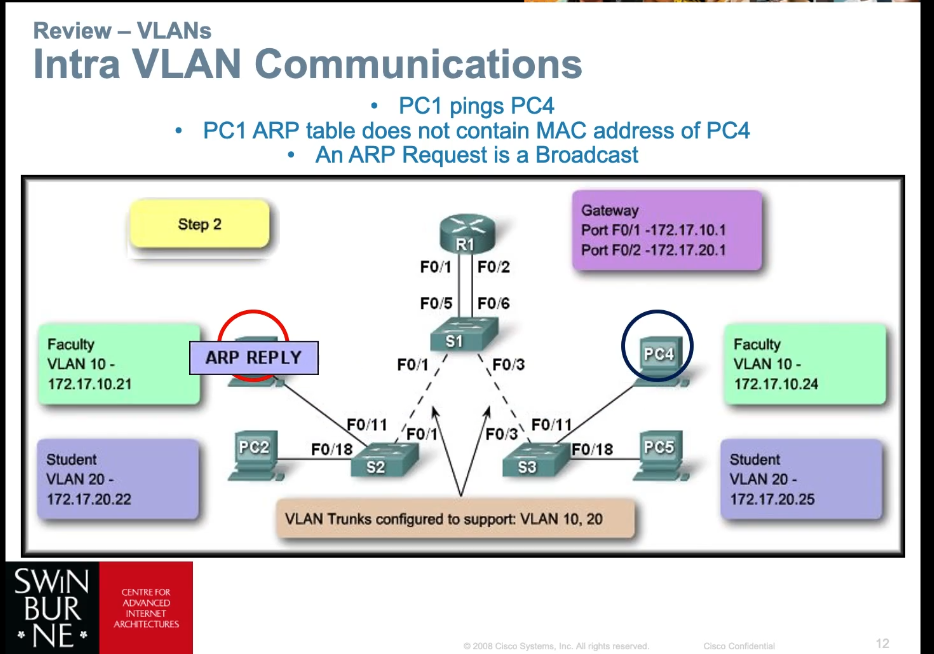 Review – VLANs
Intra VLAN Communications
• PC1 pings PC4
• PC1 ARP table does not contain MAC address of PC4
• An ARP Request is a Broadcast
Step 2
Gateway
Port F0/1 -172.17.10.1
Port F0/2 -172.17.20.1
R1
F0/1
F0/2
F0/5
F0/6
S1
F0/1
F0/3
Faculty
VLAN 10 -
172.17.10.21
ARP REPLY
PC4
Faculty
VLAN 10 -
172.17.10.24
F0/11
F0/1
F0/3
F0/11
Student
VLAN 20 -
172.17.20.22
PC2
F0/18
S2
S3
F0/18
PC5
Student
VLAN 20 -
172.17.20.25
VLAN Trunks configured to support: VLAN 10, 20
SWIN
BUR
* NE *
CENTRE FOR
ADVANCED
INTERNET
ARCHITECTURES
© 2008 Cisco Systems, Inc. All rights reserved.
Cisco Confidential
12